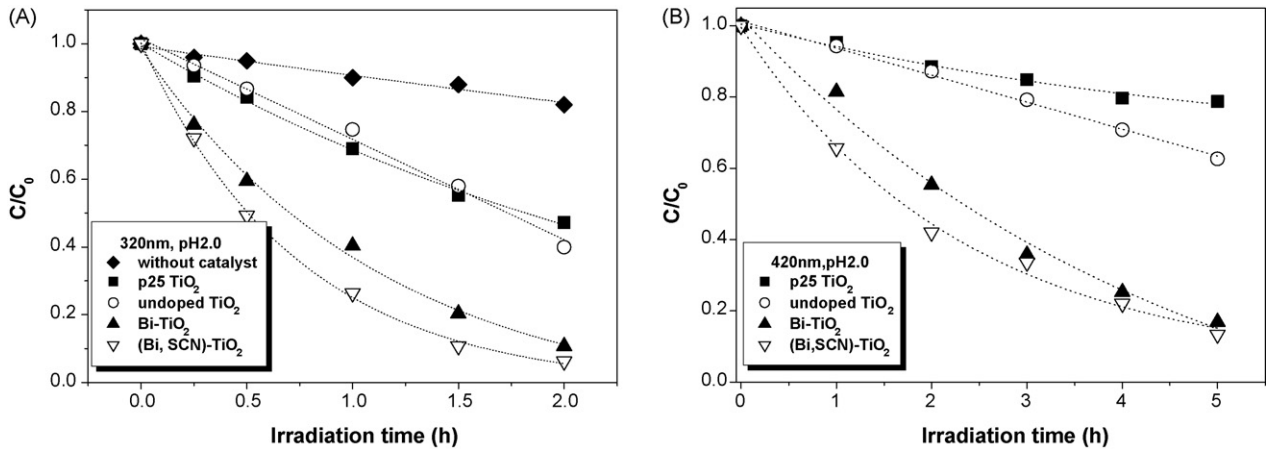 (A)
1.0
0.8
0.6
0.4
0.2
0.0
C/C₀
320nm, pH2.0
without catalyst
p25 TiO₂
undoped TiO₂
Bi-TiO₂
(Bi, SCN)-TiO₂
0.0 0.5 1.0 1.5 2.0
Irradiation time (h)
(B)
1.0
0.8
0.6
0.4
0.2
0.0
C/C₀
420nm,pH2.0
p25 TiO₂
undoped TiO₂
Bi-TiO₂
(Bi,SCN)-TiO₂
0 1 2 3 4 5
Irradiation time (h)